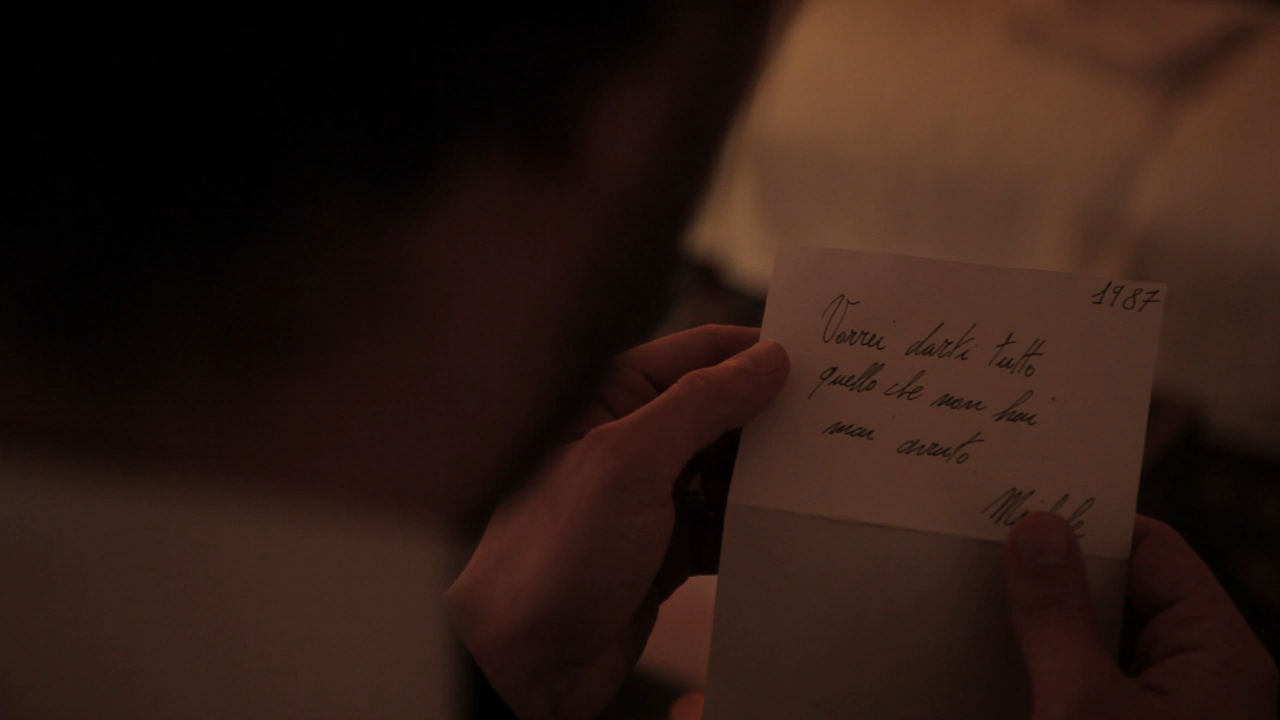 1987
Vorrei darti tutto
quello che non hai
mai avuto